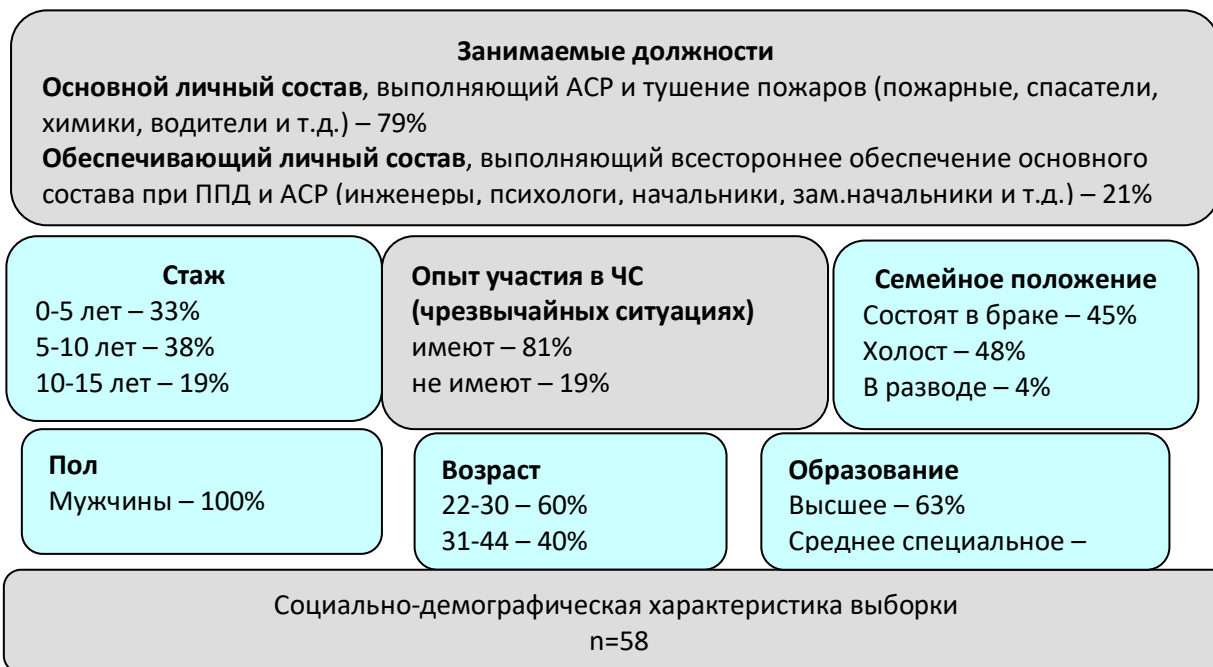 Занимаемые должности
Основной личный состав, выполняющий АСР и тушение пожаров (пожарные, спасатели,
химики, водители и т.д.) – 79%
Обеспечивающий личный состав, выполняющий всестороннее обеспечение основного
состава при ППД и АСР (инженеры, психологи, начальники, зам.начальники и т.д.) – 21%
Стаж
0-5 лет – 33%
5-10 лет – 38%
10-15 лет – 19%
Опыт участия в ЧС
(чрезвычайных ситуациях)
имеют – 81%
не имеют – 19%
Семейное положение
Состоят в браке – 45%
Холост – 48%
В разводе – 4%
Пол
Мужчины – 100%
Возраст
22-30 – 60%
31-44 – 40%
Образование
Высшее – 63%
Среднее специальное –
Социально-демографическая характеристика выборки
n=58